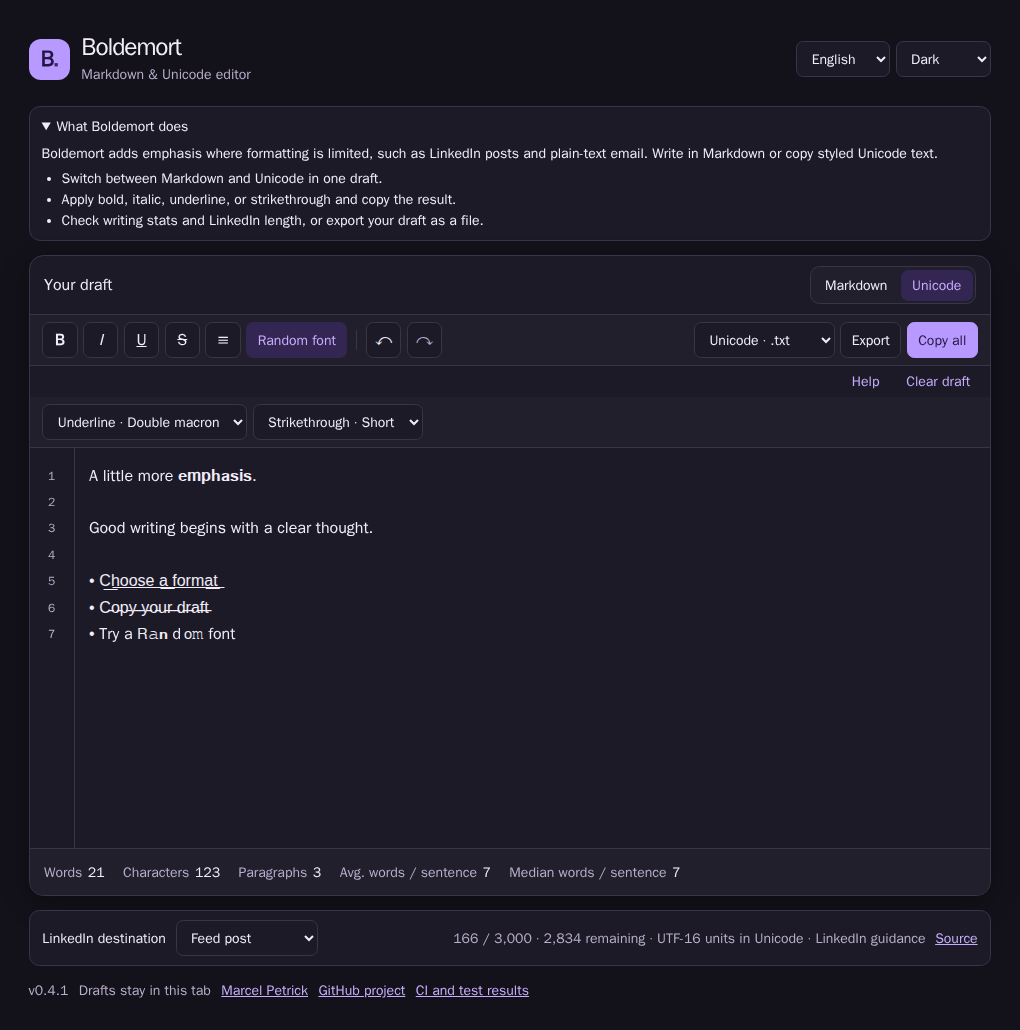 B.
Boldemort
Markdown & Unicode editor
English
Dark
▼ What Boldemort does
Boldemort adds emphasis where formatting is limited, such as LinkedIn posts and plain-text email. Write in Markdown or copy styled Unicode text.
• Switch between Markdown and Unicode in one draft.
• Apply bold, italic, underline, or strikethrough and copy the result.
• Check writing stats and LinkedIn length, or export your draft as a file.
Your draft
Markdown Unicode
B I U S ≡ Random font
Unicode · .txt
Export
Copy all
Help
Clear draft
Underline · Double macron
Strikethrough · Short
1 A little more 𝗲𝗺𝗽𝗵𝗮𝘀𝗶𝘀.
2
3 Good writing begins with a clear thought.
4
5 • Choose a format
6 • Copy your draft
7 • Try a Random font
Words 21 Characters 123 Paragraphs 3 Avg. words / sentence 7 Median words / sentence 7
LinkedIn destination Feed post 166 / 3,000 · 2,834 remaining · UTF-16 units in Unicode · LinkedIn guidance Source
v0.4.1 Drafts stay in this tab Marcel Petrick GitHub project CI and test results